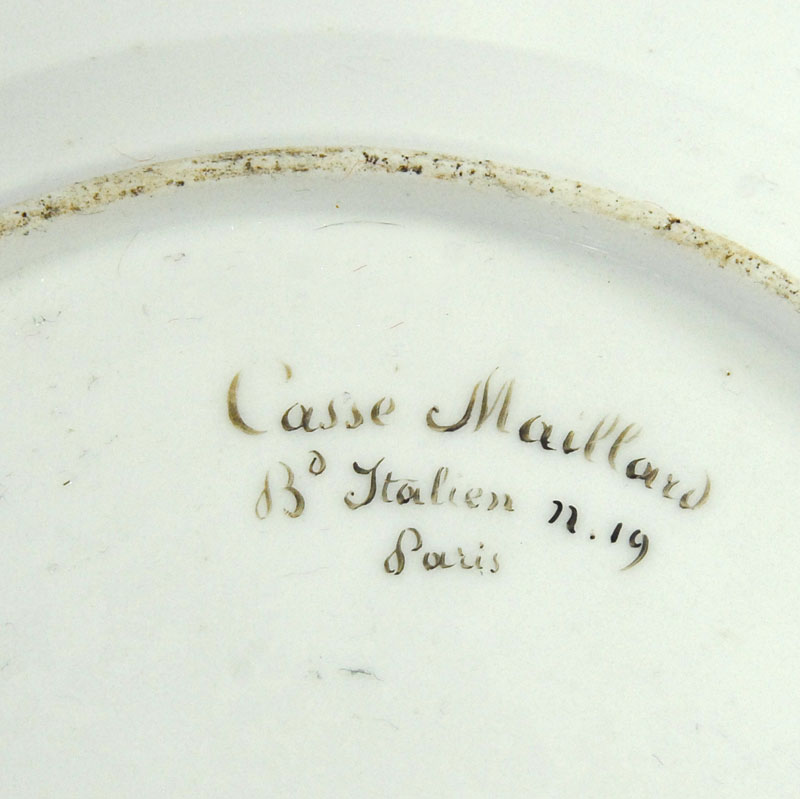 Casse Maillard
Bd Italien n. 19
Paris